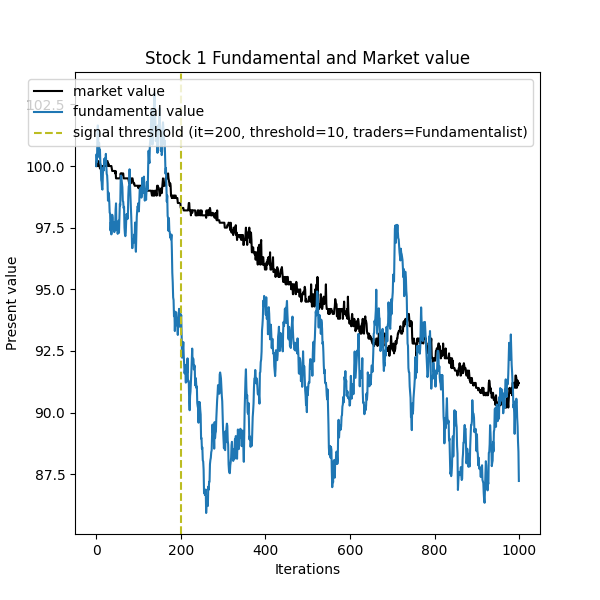 Stock 1 Fundamental and Market value
market value
fundamental value
signal threshold (it=200, threshold=10, traders=Fundamentalist)
102.5
100.0
97.5
95.0
92.5
90.0
87.5
Present value
0 200 400 600 800 1000
Iterations